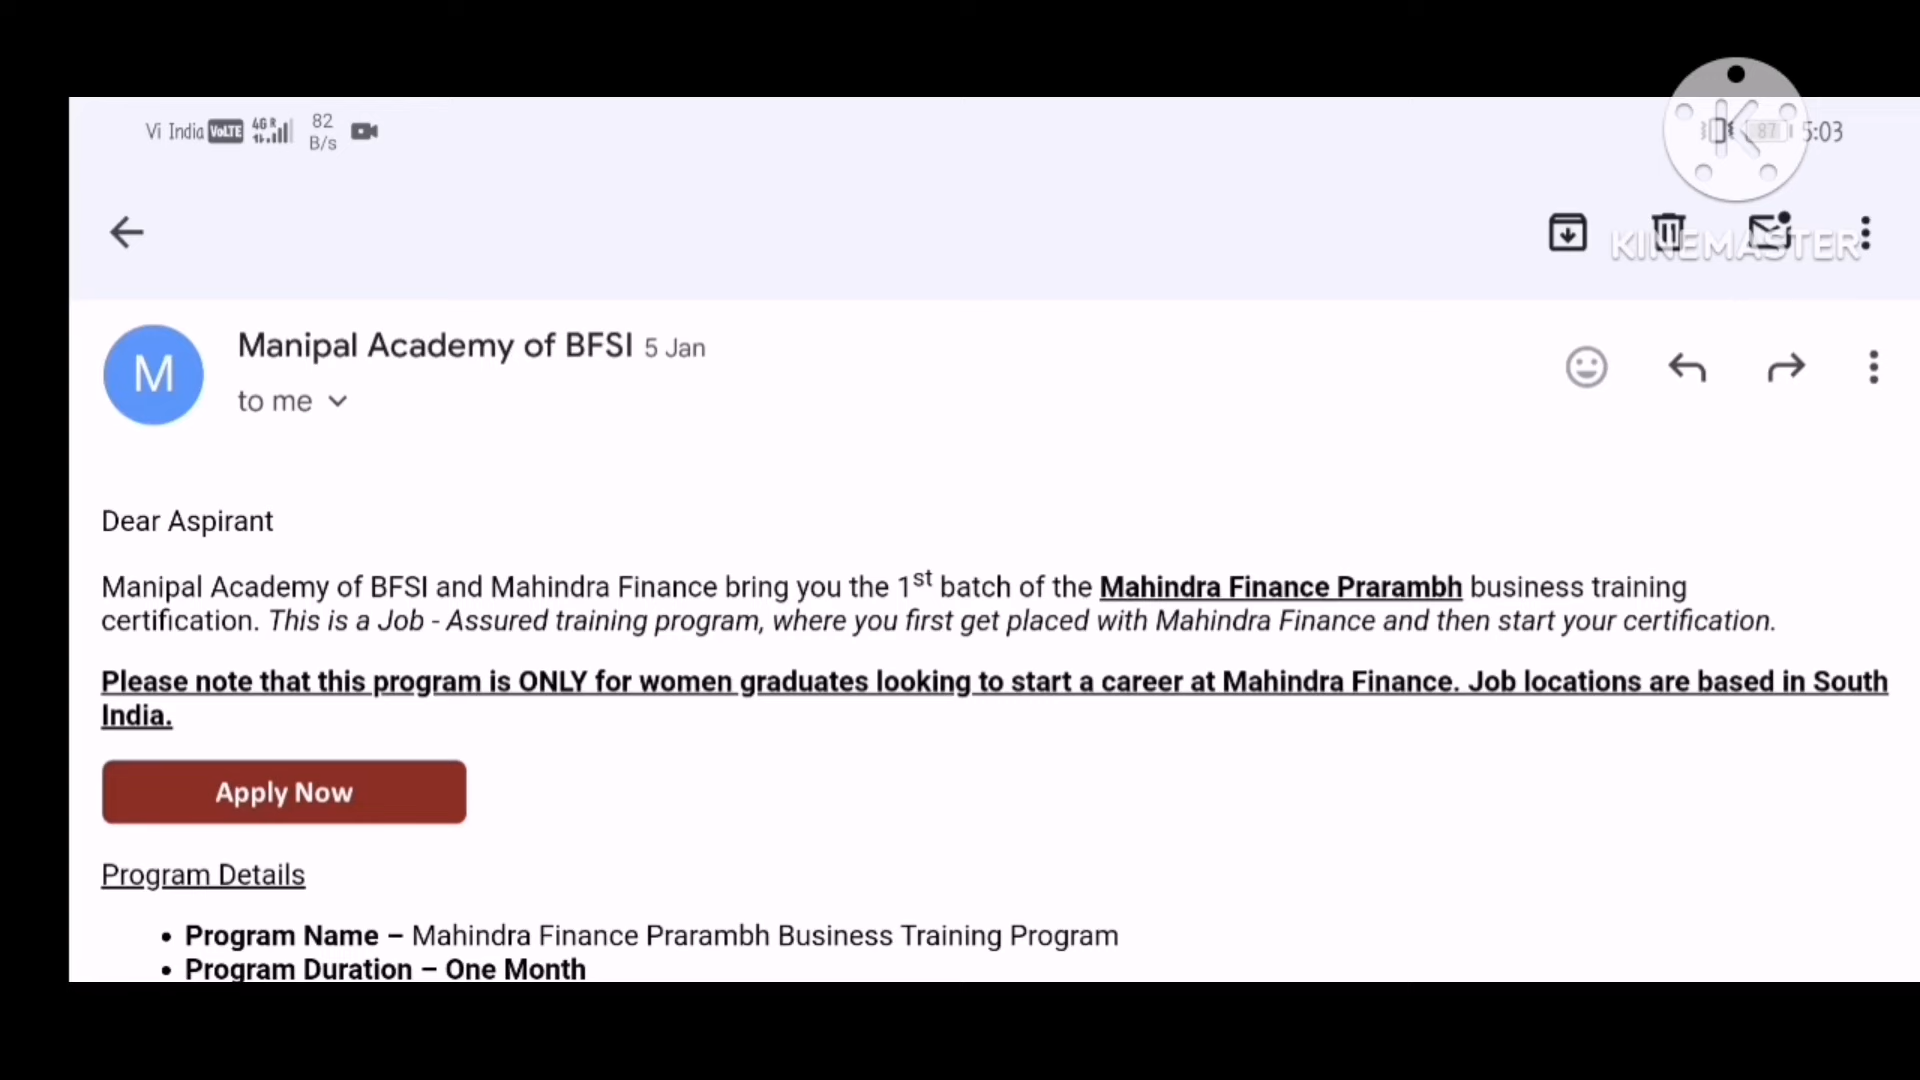 Vi India VoLTE 4G R 82 B/s 87 5:03
KINEMASTER
M
Manipal Academy of BFSI 5 Jan
to me
Dear Aspirant
Manipal Academy of BFSI and Mahindra Finance bring you the 1st batch of the Mahindra Finance Prarambh business training
certification. This is a Job - Assured training program, where you first get placed with Mahindra Finance and then start your certification.
Please note that this program is ONLY for women graduates looking to start a career at Mahindra Finance. Job locations are based in South
India.
Apply Now
Program Details
• Program Name – Mahindra Finance Prarambh Business Training Program
• Program Duration – One Month